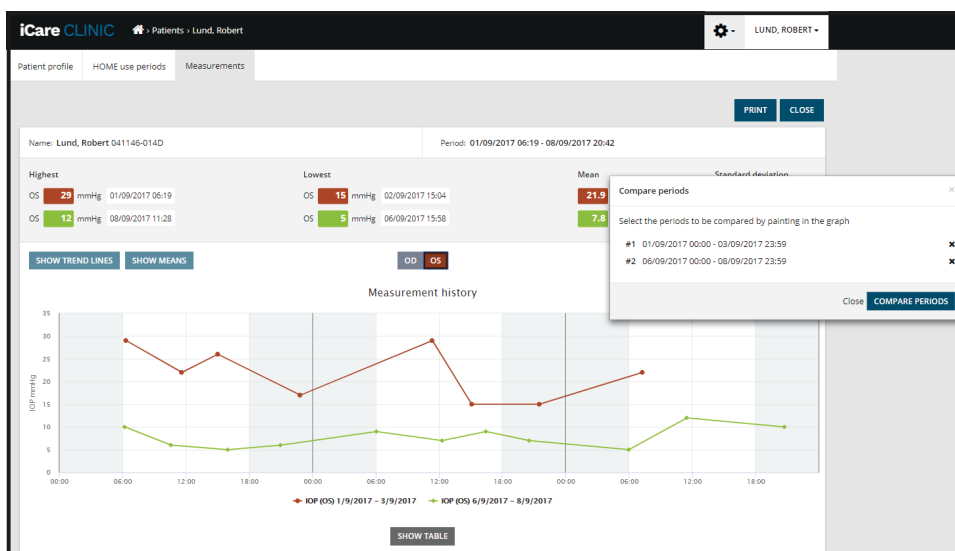 iCare CLINIC › Patients › Lund, Robert LUND, ROBERT
Patient profile HOME use periods Measurements
PRINT CLOSE
Name: Lund, Robert 041146-014D Period: 01/09/2017 06:19 - 08/09/2017 20:42
Highest Lowest Mean Standard deviation
OS 29 mmHg 01/09/2017 06:19 OS 15 mmHg 02/09/2017 15:04 21.9
OS 12 mmHg 08/09/2017 11:28 OS 5 mmHg 06/09/2017 15:58 7.8
Compare periods ×
Select the periods to be compared by painting in the graph
#1 01/09/2017 00:00 - 03/09/2017 23:59 ×
#2 06/09/2017 00:00 - 08/09/2017 23:59 ×
Close COMPARE PERIODS
SHOW TREND LINES SHOW MEANS OD OS
Measurement history
IOP mmHg
35
30
25
20
15
10
5
0
00:00 06:00 12:00 18:00 00:00 06:00 12:00 18:00 00:00 06:00 12:00 18:00
IOP (OS) 1/9/2017 – 3/9/2017 IOP (OS) 6/9/2017 – 8/9/2017
SHOW TABLE